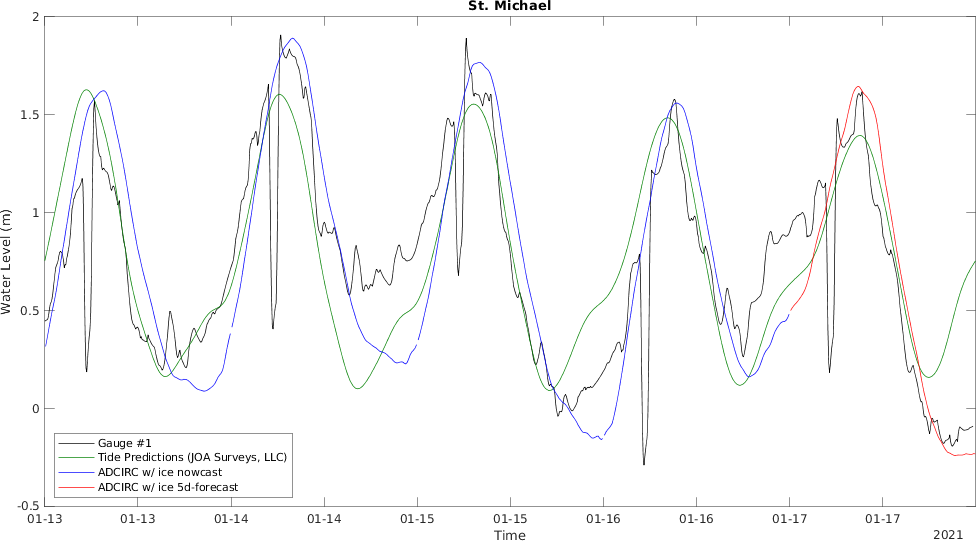 St. Michael
2
1.5
1
0.5
0
-0.5
Water Level (m)
Gauge #1
Tide Predictions (JOA Surveys, LLC)
ADCIRC w/ ice nowcast
ADCIRC w/ ice 5d-forecast
01-13 01-13 01-14 01-14 01-15 01-15 01-16 01-16 01-17 01-17
Time
2021